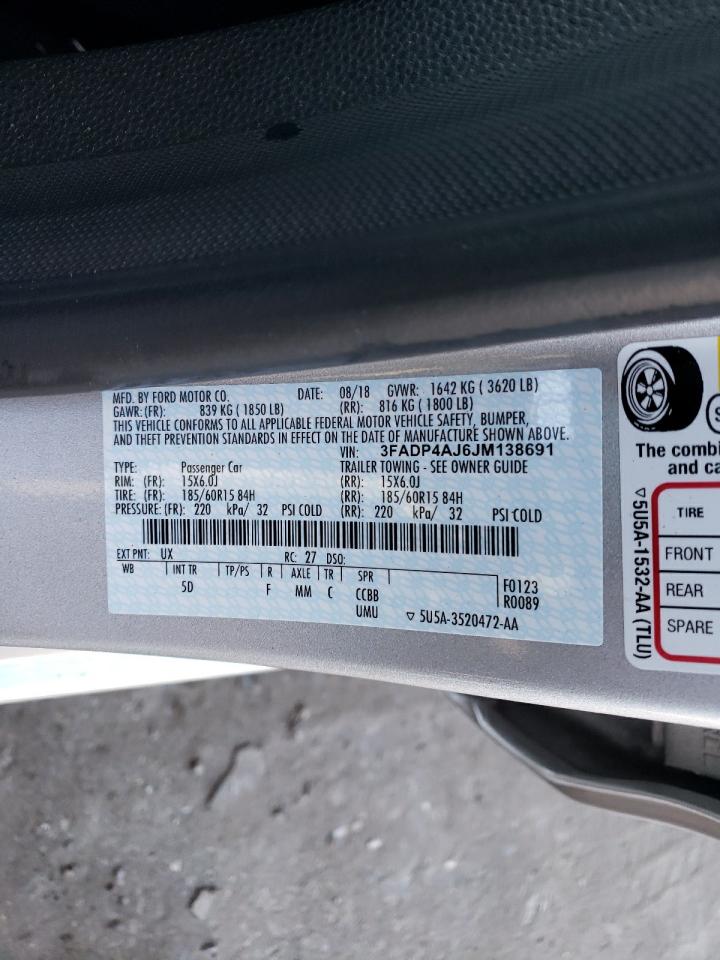 MFD. BY FORD MOTOR CO. DATE: 08/18 GVWR: 1642 KG ( 3620 LB)
GAWR: (FR): 839 KG ( 1850 LB) (RR): 816 KG ( 1800 LB)
THIS VEHICLE CONFORMS TO ALL APPLICABLE FEDERAL MOTOR VEHICLE SAFETY, BUMPER,
AND THEFT PREVENTION STANDARDS IN EFFECT ON THE DATE OF MANUFACTURE SHOWN ABOVE.
VIN: 3FADP4AJ6JM138691
TYPE: Passenger Car TRAILER TOWING - SEE OWNER GUIDE
RIM: (FR): 15X6.0J (RR): 15X6.0J
TIRE: (FR): 185/60R15 84H (RR): 185/60R15 84H
PRESSURE: (FR): 220 kPa/ 32 PSI COLD (RR): 220 kPa/ 32 PSI COLD
EXT PNT: UX RC: 27 DSO:
WB INT TR TP/PS R AXLE TR SPR F0123
5D F MM C CCBB R0089
UMU ▽ 5U5A-3520472-AA
The combi
and ca
TIRE
FRONT
REAR
SPARE
▽5U5A-1532-AA (TLU)